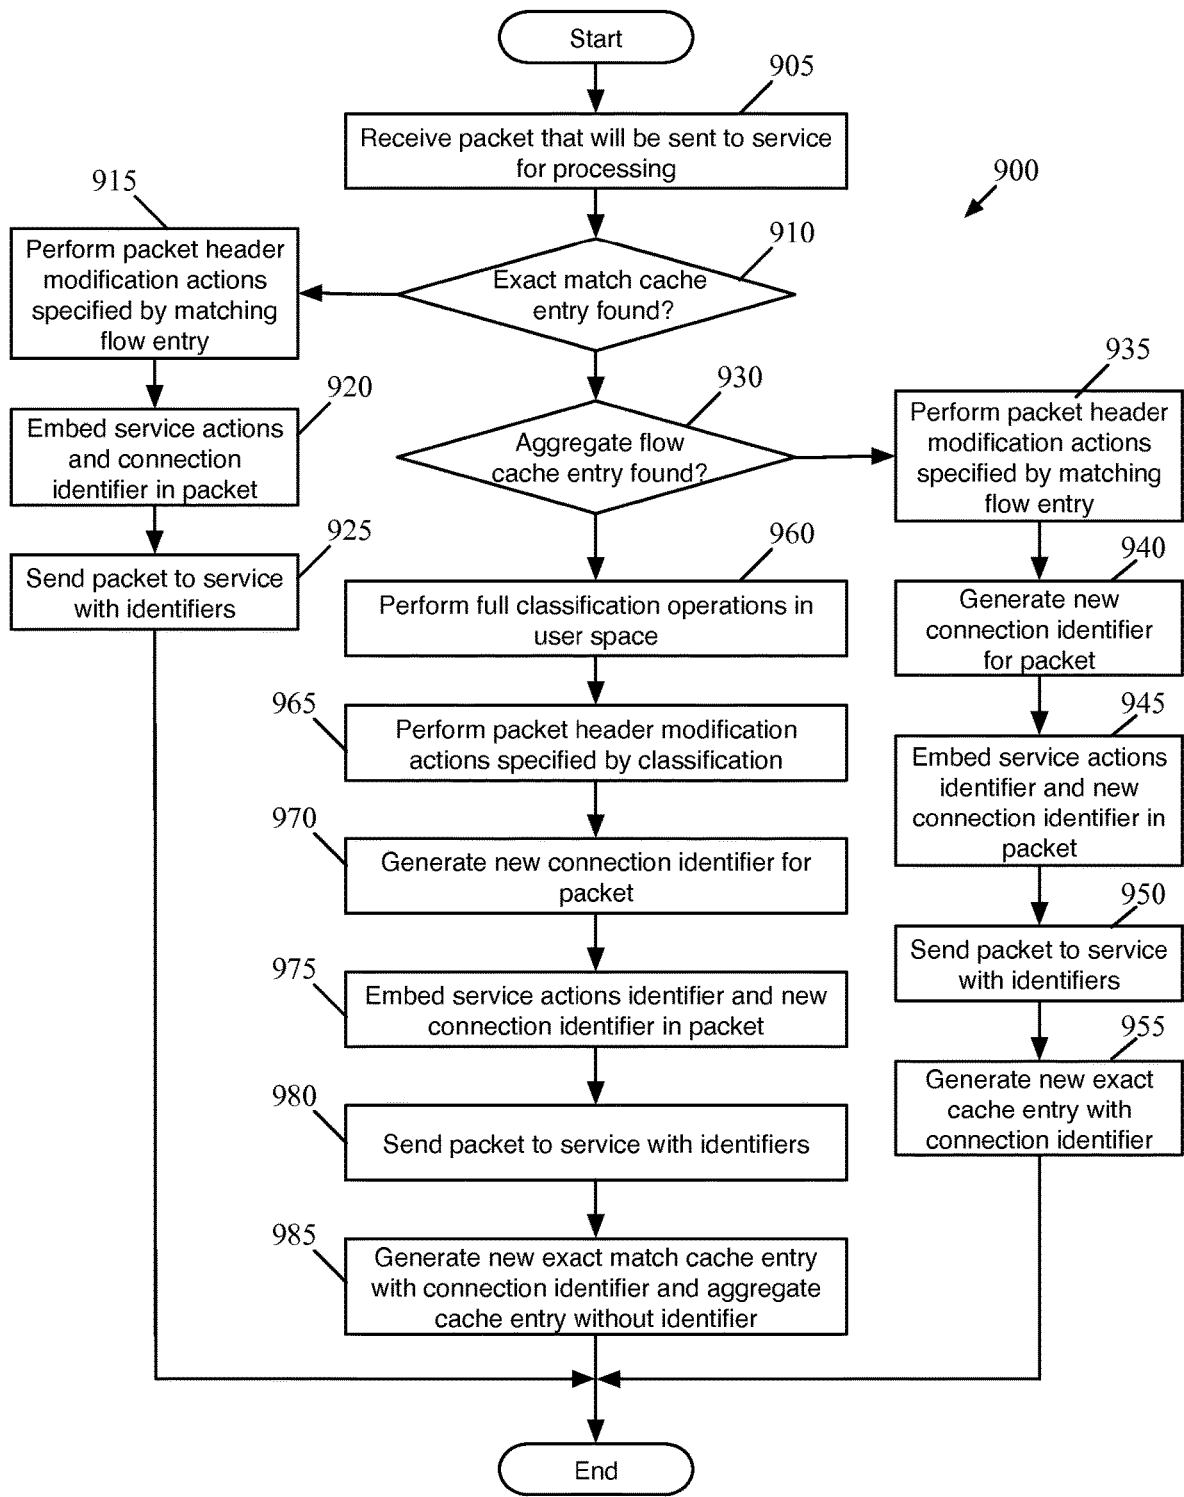 Start
905
Receive packet that will be sent to service
for processing
900
910
Exact match cache
entry found?
915
Perform packet header
modification actions
specified by matching
flow entry
920
Embed service actions
and connection
identifier in packet
925
Send packet to service
with identifiers
930
Aggregate flow
cache entry found?
935
Perform packet header
modification actions
specified by matching
flow entry
940
Generate new
connection identifier
for packet
945
Embed service actions
identifier and new
connection identifier in
packet
950
Send packet to service
with identifiers
955
Generate new exact
cache entry with
connection identifier
960
Perform full classification operations in
user space
965
Perform packet header modification
actions specified by classification
970
Generate new connection identifier for
packet
975
Embed service actions identifier and new
connection identifier in packet
980
Send packet to service with identifiers
985
Generate new exact match cache entry
with connection identifier and aggregate
cache entry without identifier
End